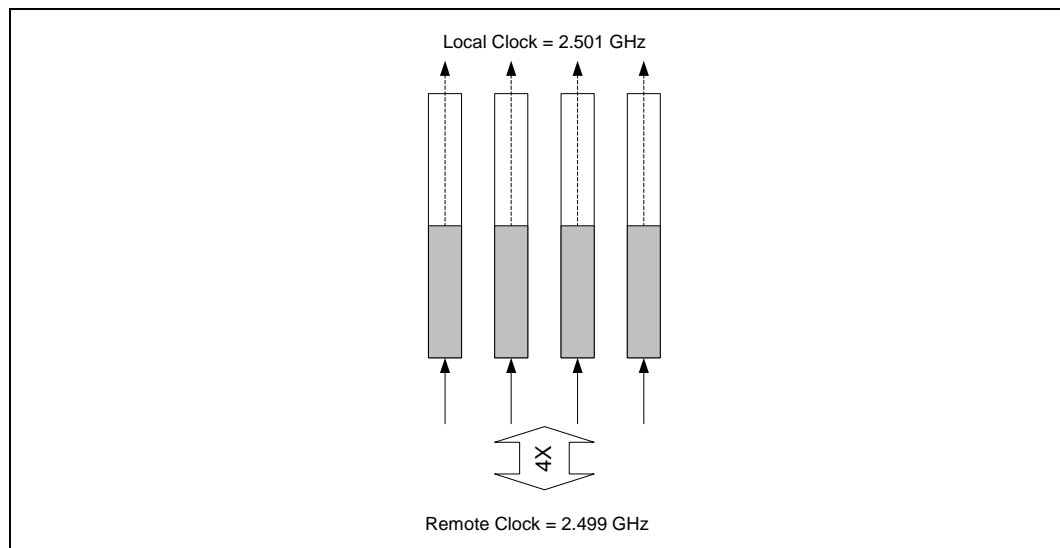 Local Clock = 2.501 GHz
4X
Remote Clock = 2.499 GHz